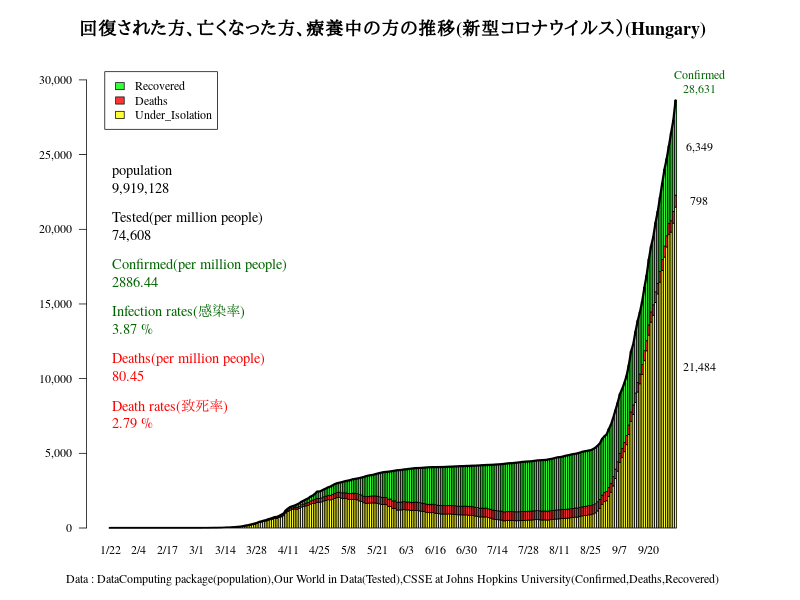 回復された方、亡くなった方、療養中の方の推移(新型コロナウイルス)(Hungary)
Confirmed
28,631
30,000
Recovered
Deaths
Under_Isolation
25,000
6,349
population
9,919,128
798
20,000
Tested(per million people)
74,608
Confirmed(per million people)
2886.44
15,000
Infection rates(感染率)
3.87 %
Deaths(per million people)
80.45
21,484
10,000
Death rates(致死率)
2.79 %
5,000
0
1/22 2/4 2/17 3/1 3/14 3/28 4/11 4/25 5/8 5/21 6/3 6/16 6/30 7/14 7/28 8/11 8/25 9/7 9/20
Data : DataComputing package(population),Our World in Data(Tested),CSSE at Johns Hopkins University(Confirmed,Deaths,Recovered)